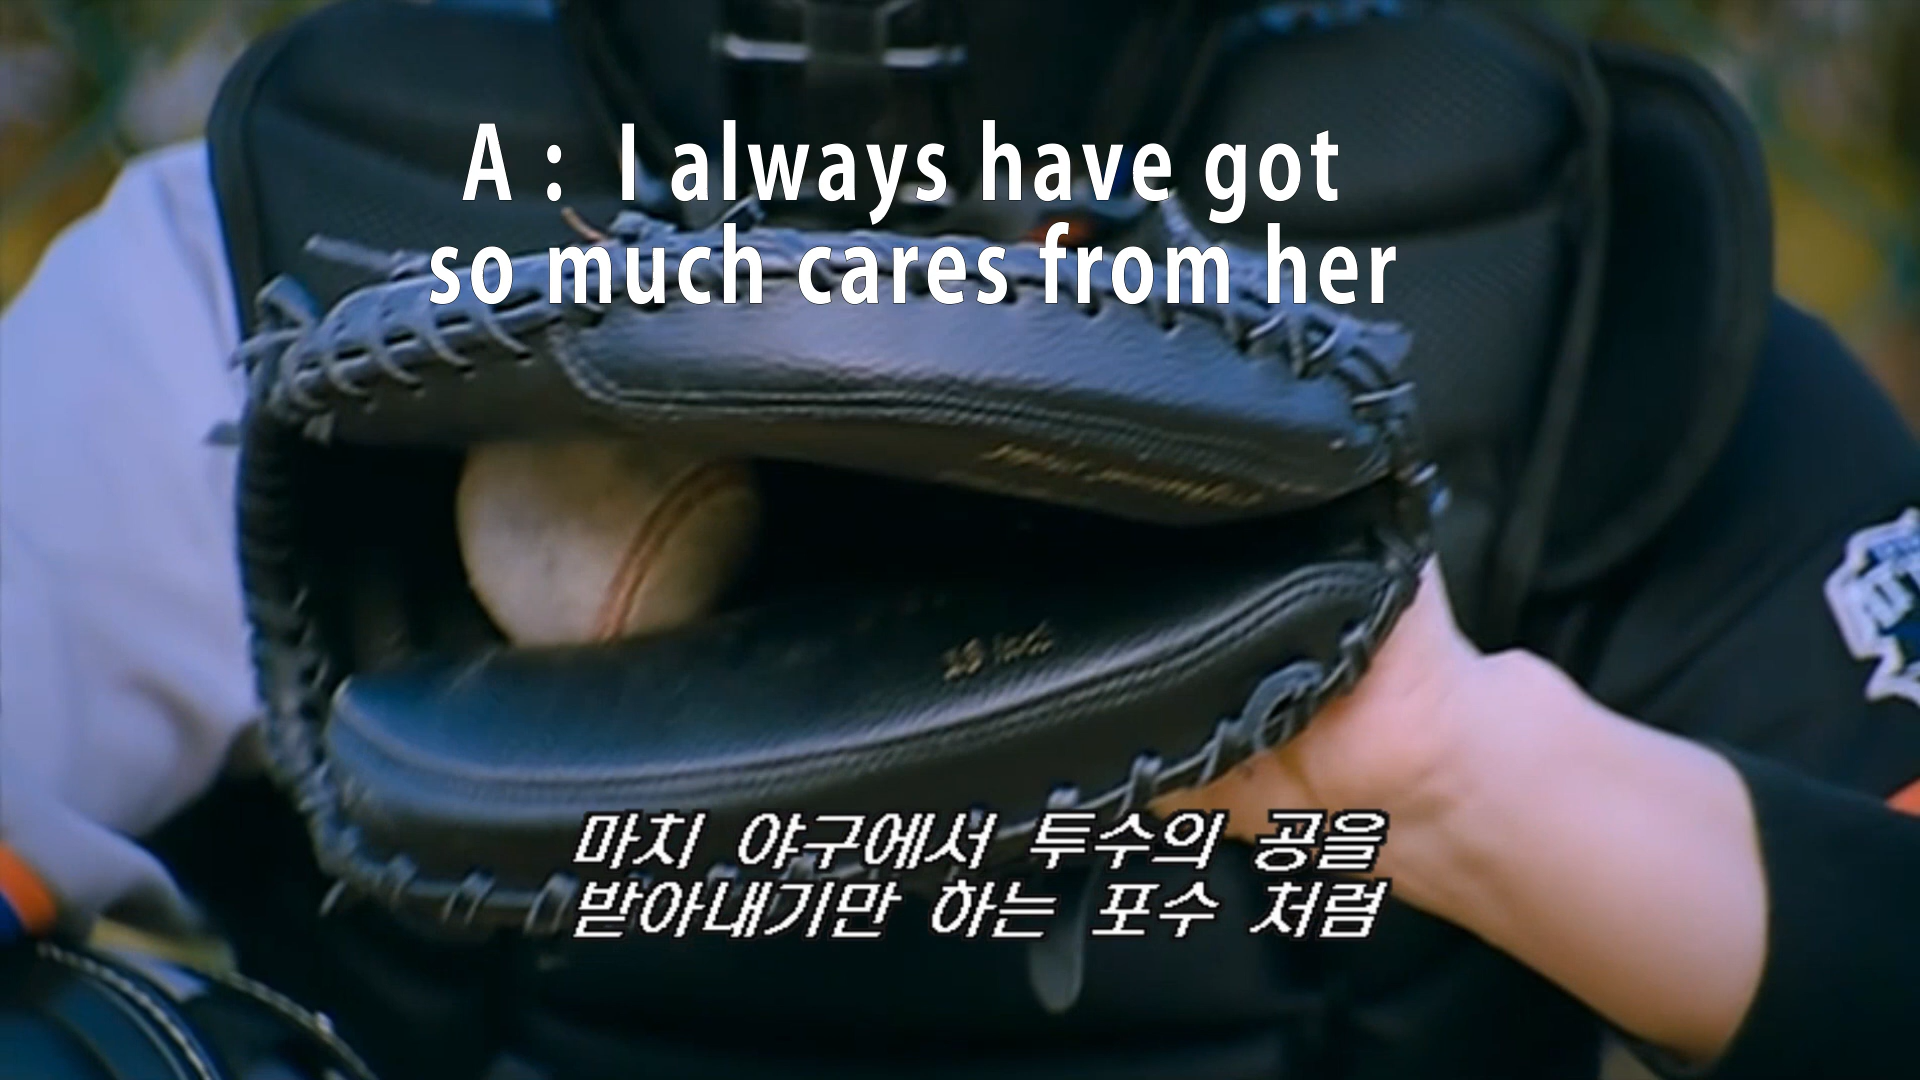 A : I always have got
so much cares from her
마치 야구에서 투수의 공을
받아내기만 하는 포수 처럼